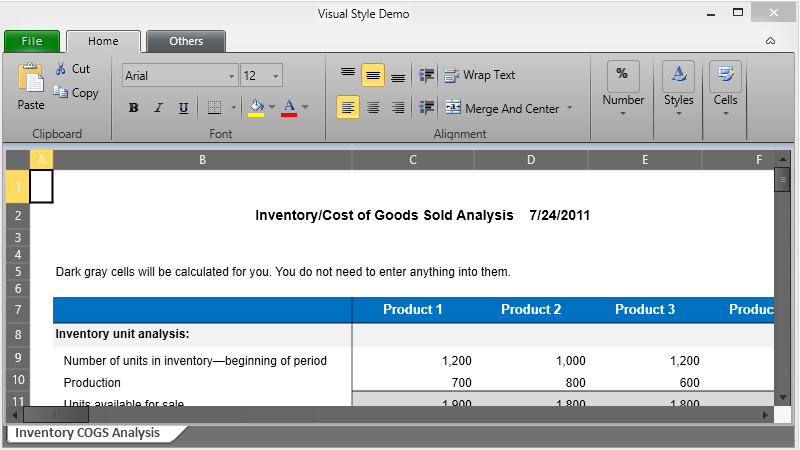 Visual Style Demo
File Home Others
Cut
Copy
Paste
Clipboard
Arial 12
B I U A
Font
Wrap Text
Merge And Center
Alignment
% Number
A Styles
Cells
A B C D E F
1
2 Inventory/Cost of Goods Sold Analysis 7/24/2011
3
4
5 Dark gray cells will be calculated for you. You do not need to enter anything into them.
6
7 Product 1 Product 2 Product 3 Produc
8 Inventory unit analysis:
9 Number of units in inventory—beginning of period 1,200 1,000 1,200
10 Production 700 800 600
11 Units available for sale 1,900 1,800 1,800
Inventory COGS Analysis